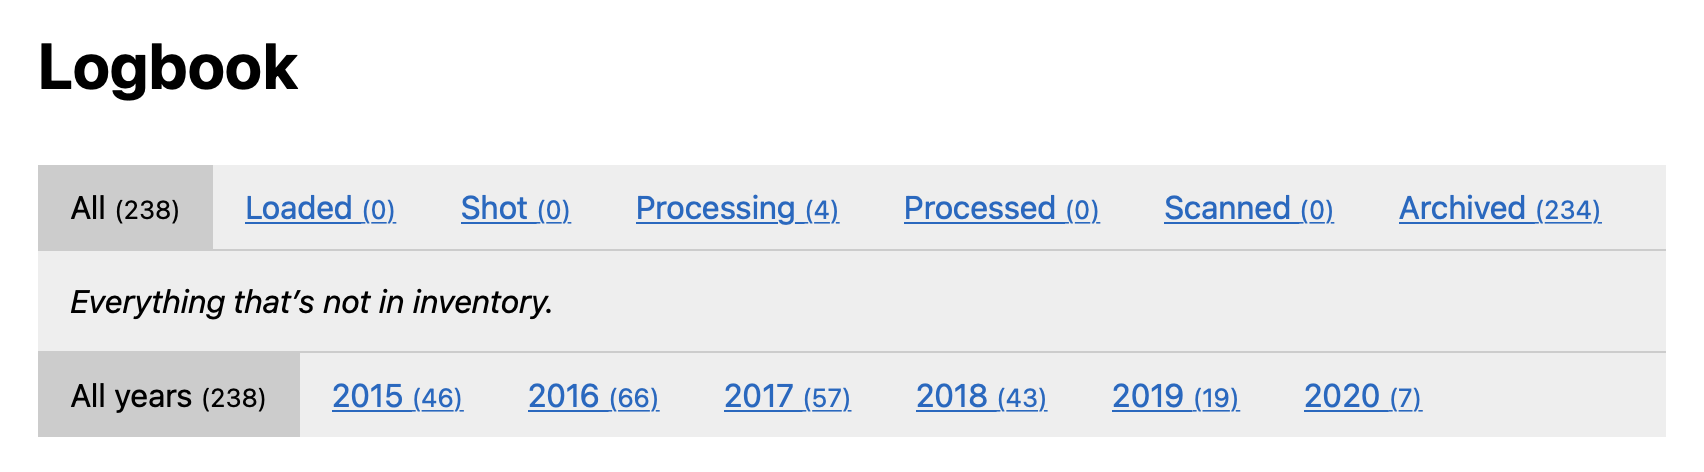 Logbook
All (238) Loaded (0) Shot (0) Processing (4) Processed (0) Scanned (0) Archived (234)
Everything that’s not in inventory.
All years (238) 2015 (46) 2016 (66) 2017 (57) 2018 (43) 2019 (19) 2020 (7)